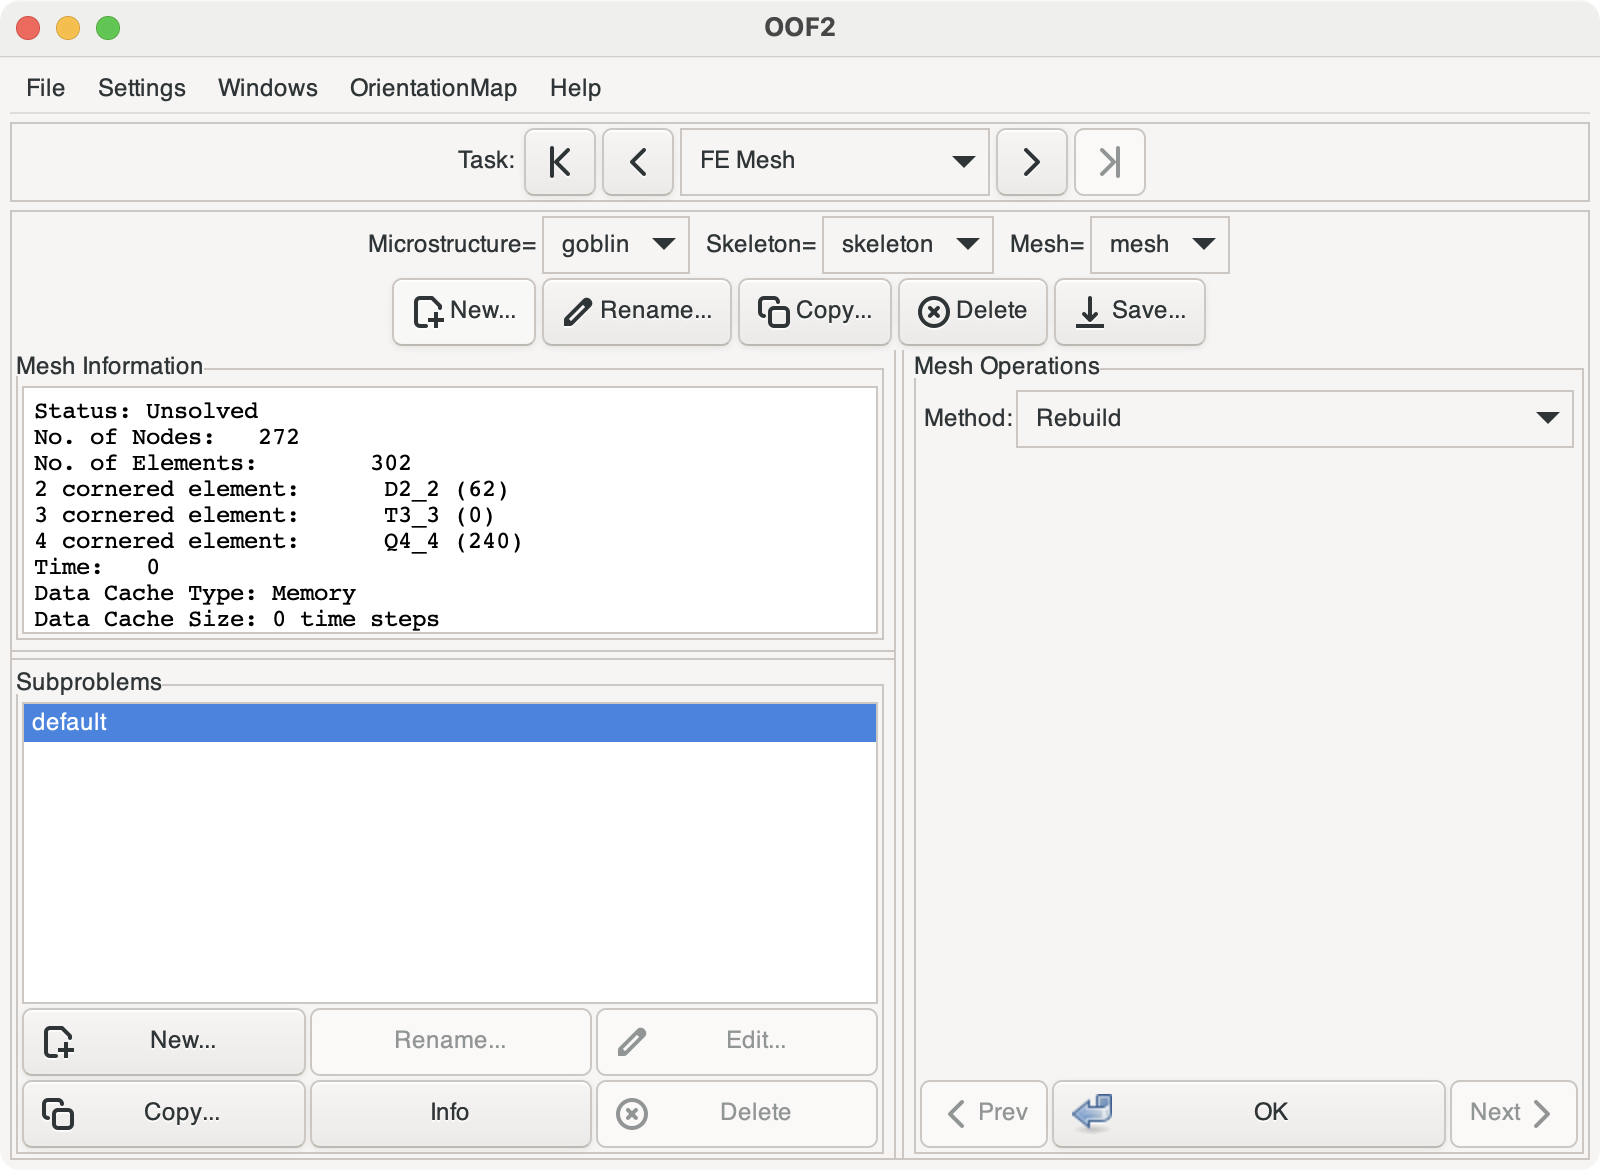 OOF2
File Settings Windows OrientationMap Help
Task: FE Mesh
Microstructure= goblin Skeleton= skeleton Mesh= mesh
New... Rename... Copy... Delete Save...
Mesh Information
Status: Unsolved
No. of Nodes: 272
No. of Elements: 302
2 cornered element: D2_2 (62)
3 cornered element: T3_3 (0)
4 cornered element: Q4_4 (240)
Time: 0
Data Cache Type: Memory
Data Cache Size: 0 time steps
Subproblems
default
New... Rename... Edit...
Copy... Info Delete
Mesh Operations
Method: Rebuild
Prev OK Next